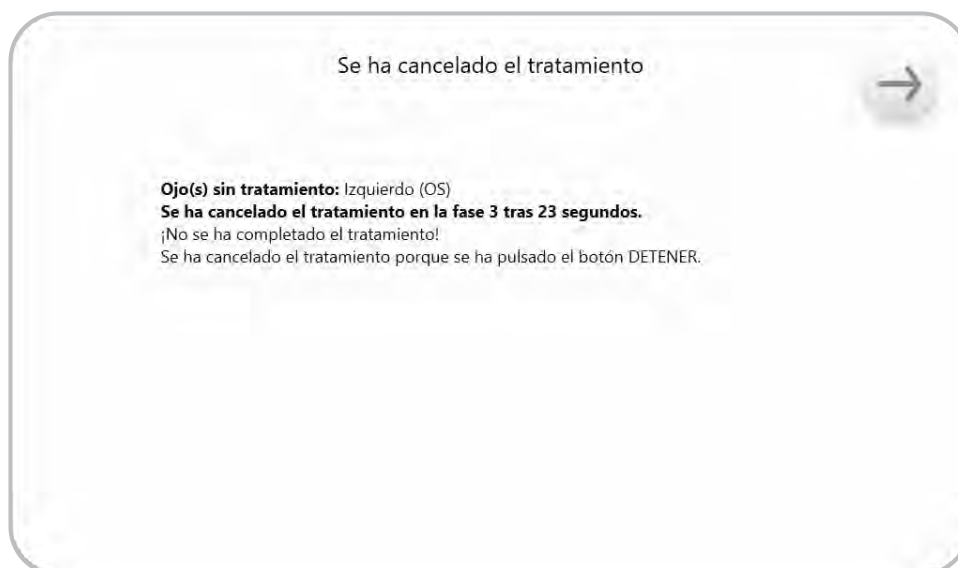 Se ha cancelado el tratamiento
Ojo(s) sin tratamiento: Izquierdo (OS)
Se ha cancelado el tratamiento en la fase 3 tras 23 segundos.
¡No se ha completado el tratamiento!
Se ha cancelado el tratamiento porque se ha pulsado el botón DETENER.